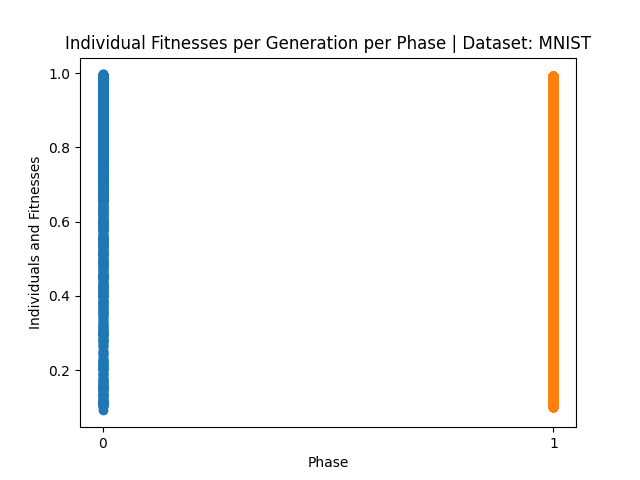 Individual Fitnesses per Generation per Phase | Dataset: MNIST
1.0
0.8
0.6
0.4
0.2
Individuals and Fitnesses
0 1
Phase